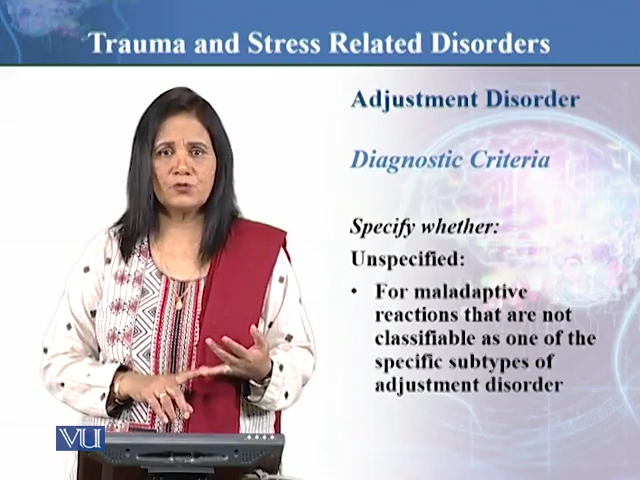 Trauma and Stress Related Disorders
Adjustment Disorder
Diagnostic Criteria
Specify whether:
Unspecified:
• For maladaptive
reactions that are not
classifiable as one of the
specific subtypes of
adjustment disorder
VU